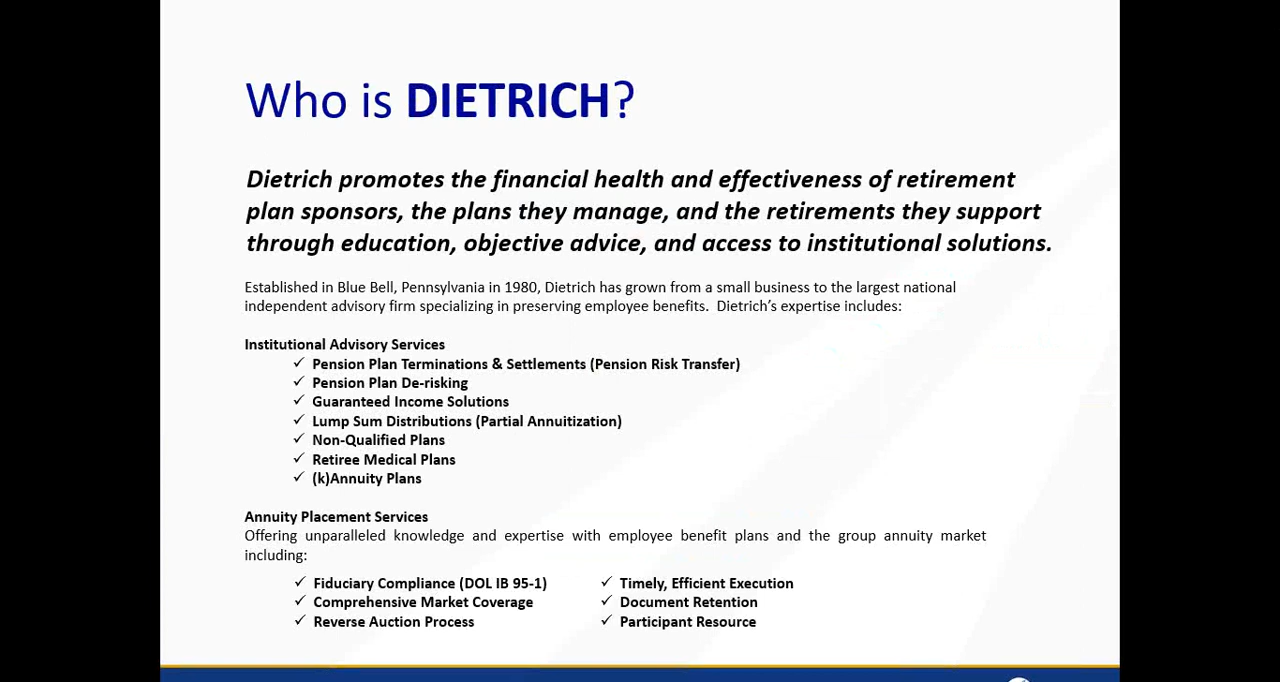 Who is DIETRICH?
Dietrich promotes the financial health and effectiveness of retirement
plan sponsors, the plans they manage, and the retirements they support
through education, objective advice, and access to institutional solutions.
Established in Blue Bell, Pennsylvania in 1980, Dietrich has grown from a small business to the largest national
independent advisory firm specializing in preserving employee benefits. Dietrich's expertise includes:
Institutional Advisory Services
✓ Pension Plan Terminations & Settlements (Pension Risk Transfer)
✓ Pension Plan De-risking
✓ Guaranteed Income Solutions
✓ Lump Sum Distributions (Partial Annuitization)
✓ Non-Qualified Plans
✓ Retiree Medical Plans
✓ (k)Annuity Plans
Annuity Placement Services
Offering unparalleled knowledge and expertise with employee benefit plans and the group annuity market
including:
✓ Fiduciary Compliance (DOL IB 95-1)
✓ Comprehensive Market Coverage
✓ Reverse Auction Process
✓ Timely, Efficient Execution
✓ Document Retention
✓ Participant Resource